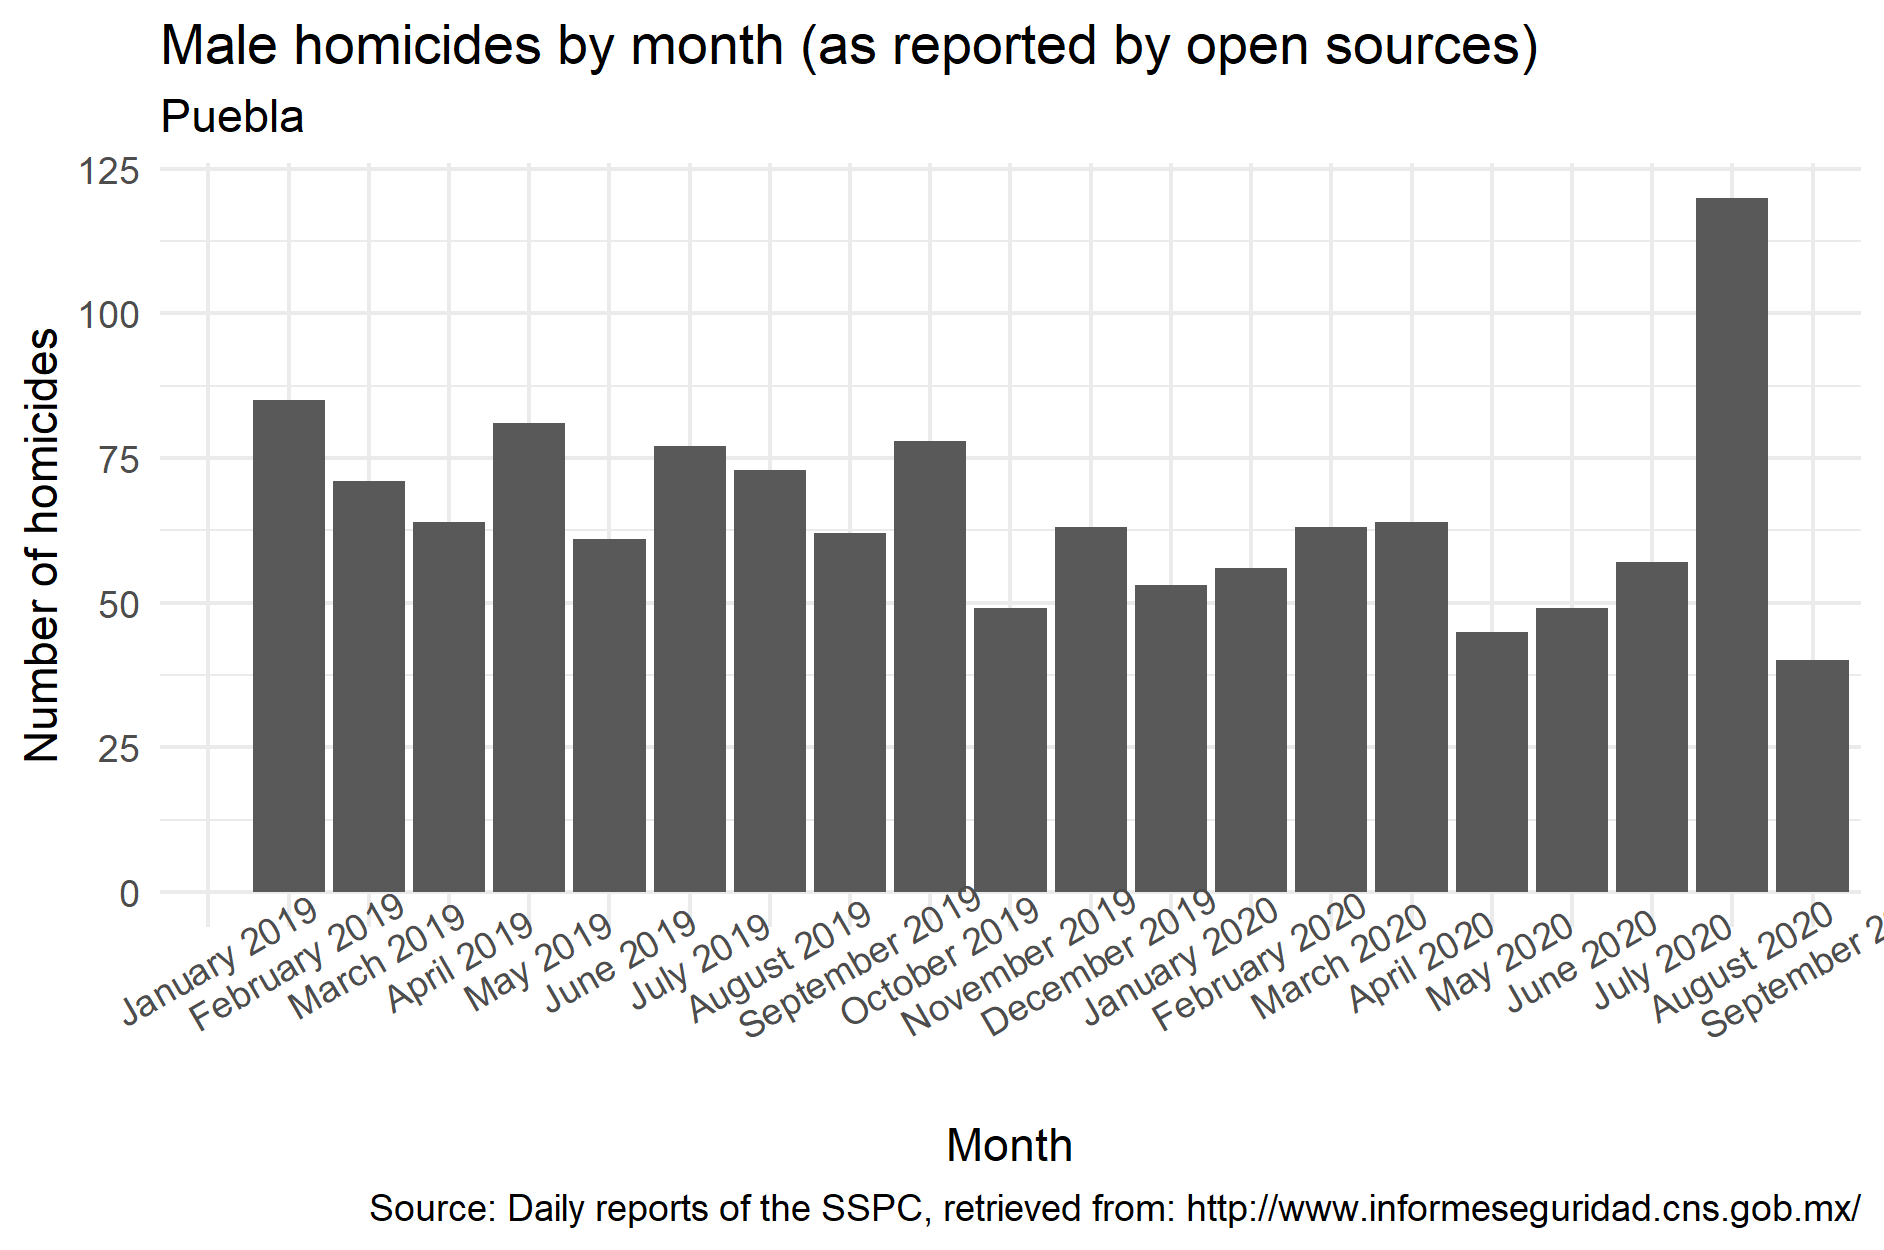 Male homicides by month (as reported by open sources)
Puebla
125
100
75
50
25
0
Number of homicides
January 2019
February 2019
March 2019
April 2019
May 2019
June 2019
July 2019
August 2019
September 2019
October 2019
November 2019
December 2019
January 2020
February 2020
March 2020
April 2020
May 2020
June 2020
July 2020
August 2020
September 2
Month
Source: Daily reports of the SSPC, retrieved from: http://www.informeseguridad.cns.gob.mx/